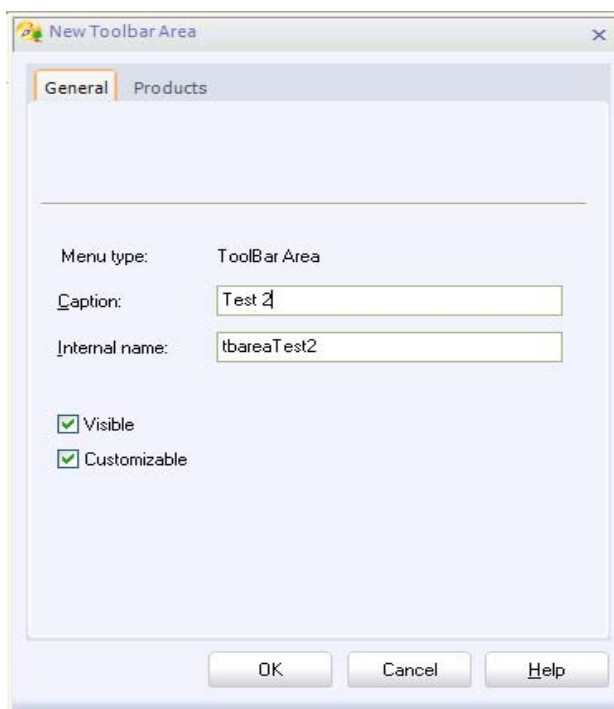 New Toolbar Area
General Products
Menu type: ToolBar Area
Caption: Test 2
Internal name: tbareaTest2
Visible
Customizable
OK Cancel Help